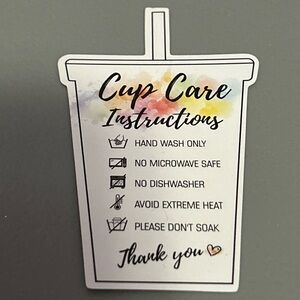 Cup Care
Instructions
HAND WASH ONLY
NO MICROWAVE SAFE
NO DISHWASHER
AVOID EXTREME HEAT
PLEASE DON'T SOAK
Thank you